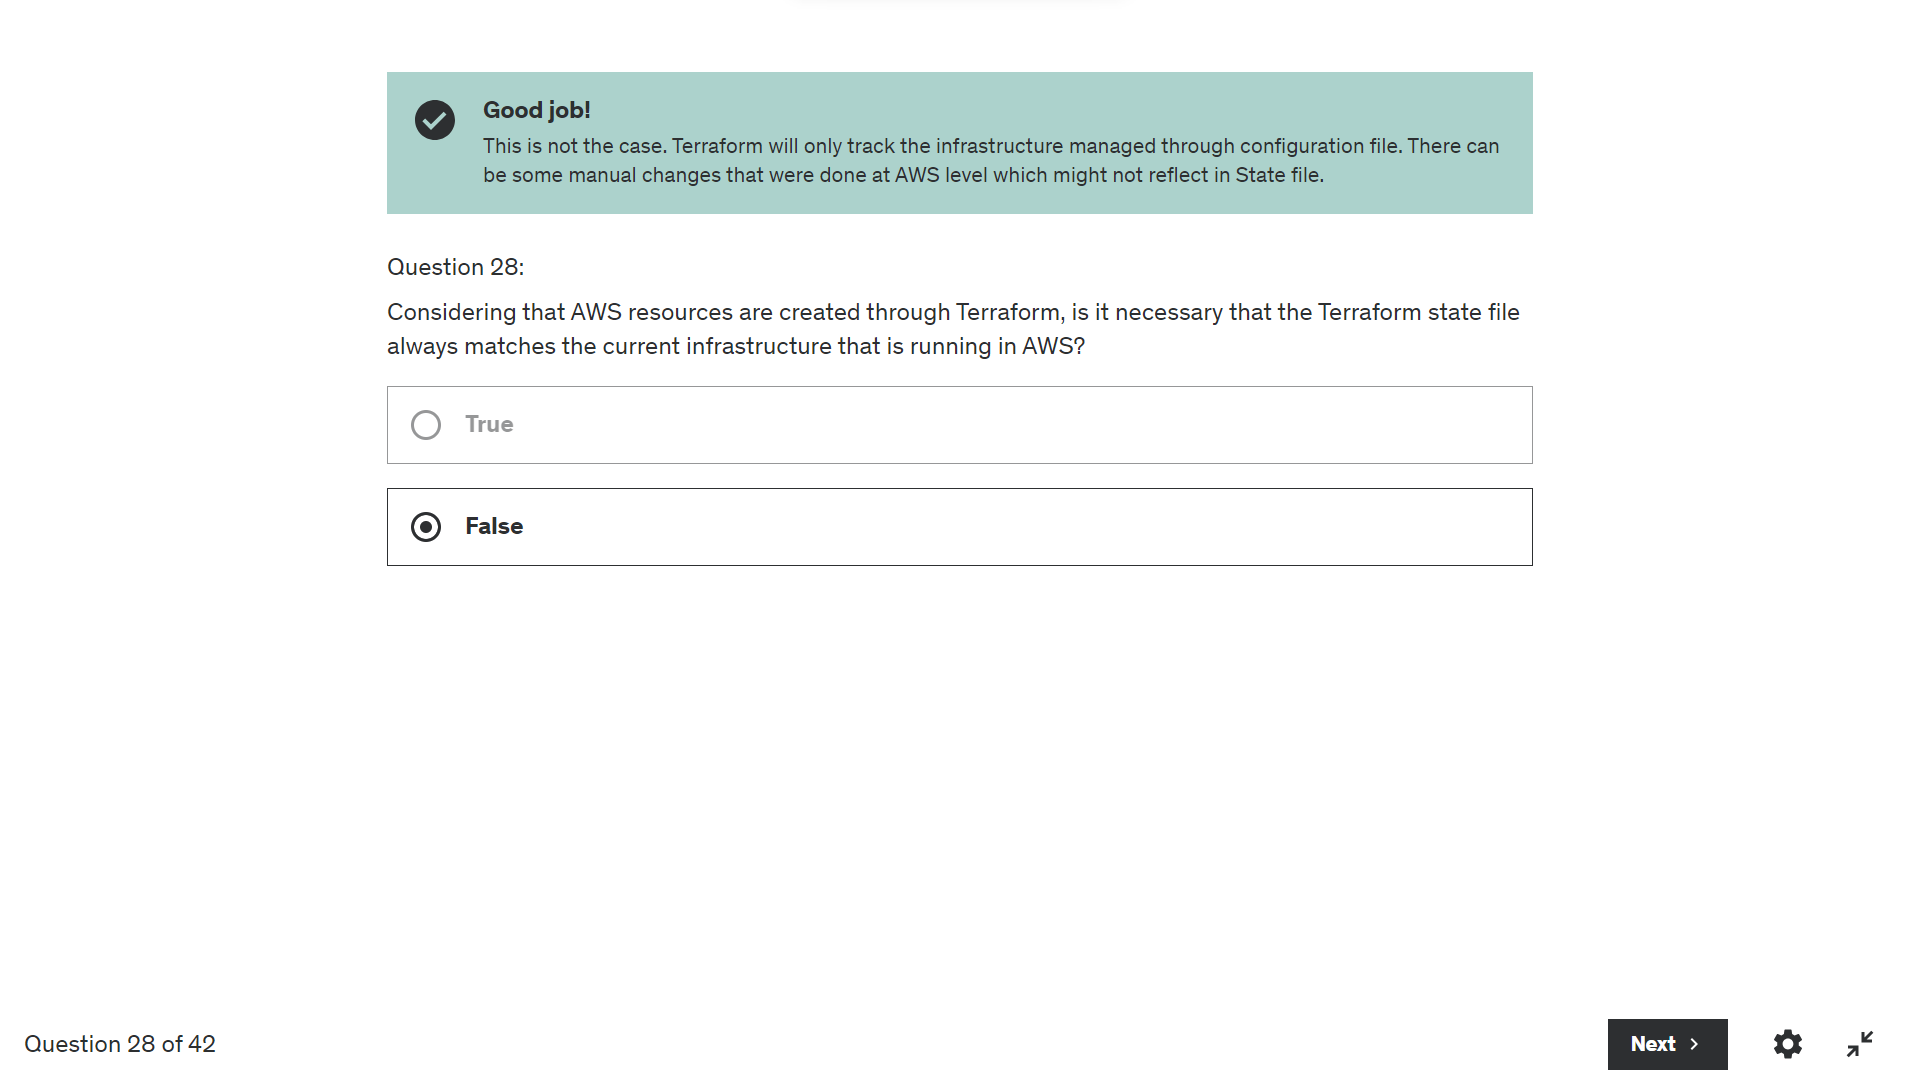 Good job!
This is not the case. Terraform will only track the infrastructure managed through configuration file. There can
be some manual changes that were done at AWS level which might not reflect in State file.
Question 28:
Considering that AWS resources are created through Terraform, is it necessary that the Terraform state file
always matches the current infrastructure that is running in AWS?
True
False
Question 28 of 42
Next